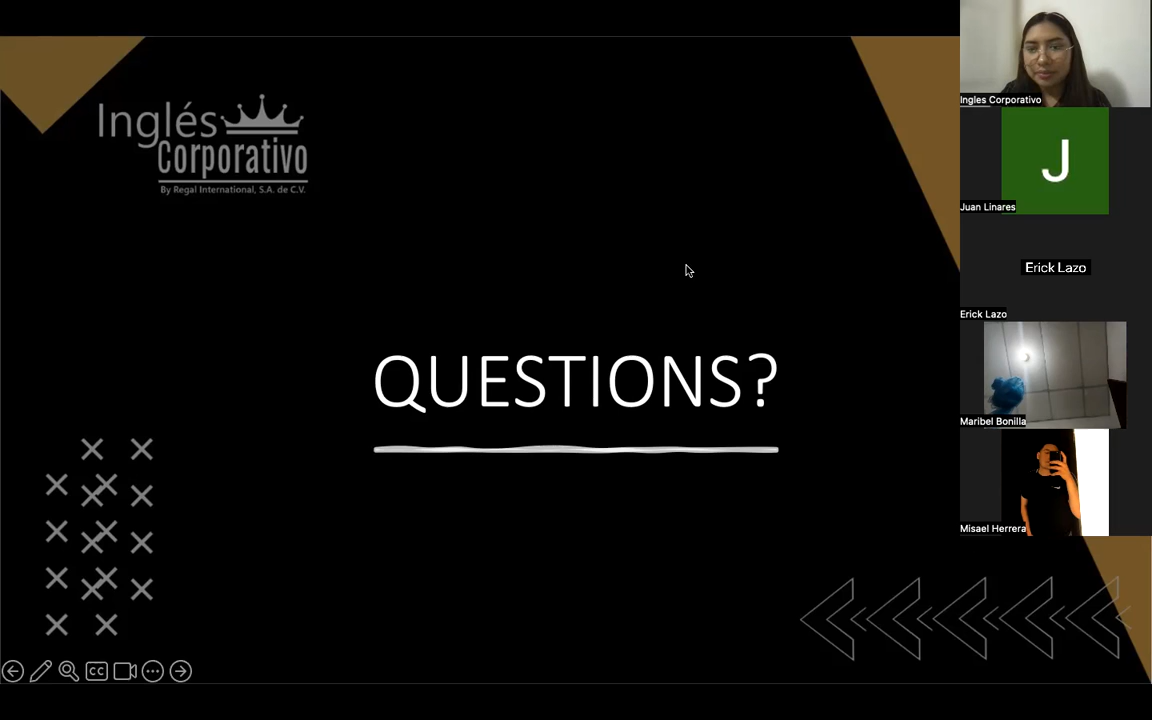 Inglés
Corporativo
By Regal International, S.A. de C.V.
QUESTIONS?
CC
Ingles Corporativo
J
Juan Linares
Erick Lazo
Erick Lazo
Maribel Bonilla
Misael Herrera